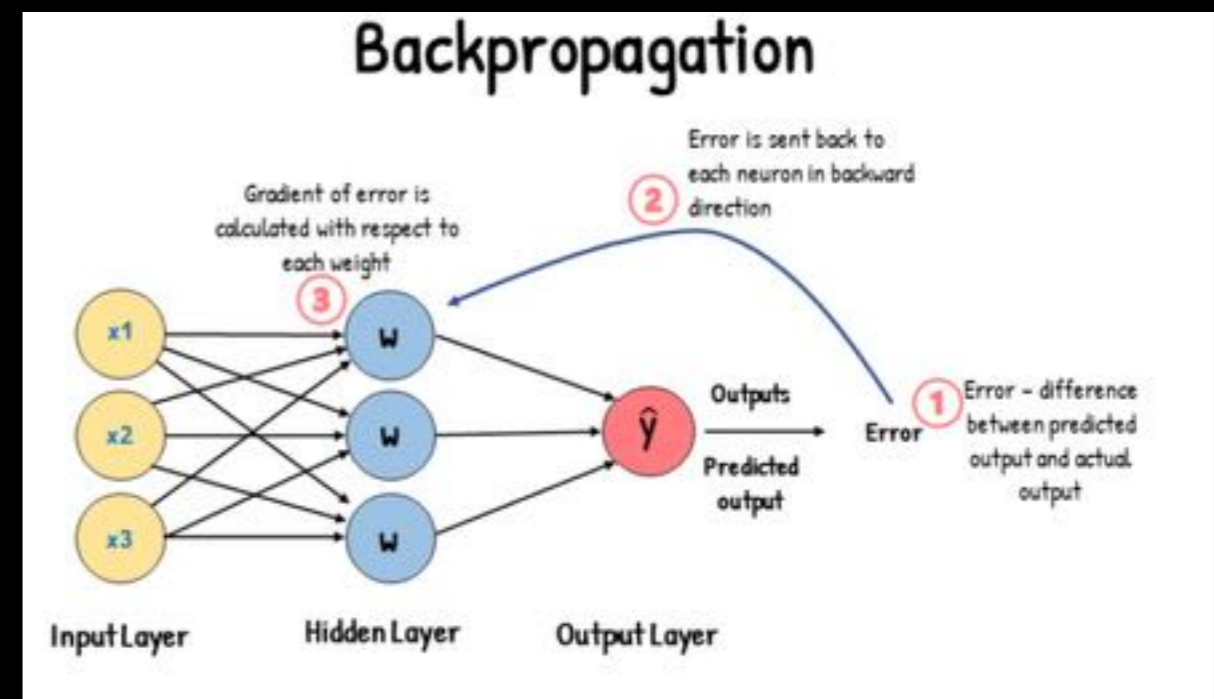 Backpropagation
Error is sent back to
each neuron in backward
direction
2
Gradient of error is
calculated with respect to
each weight
3
x1
x2
x3
w
w
w
ŷ
Outputs
Predicted
output
Error
1
Error - difference
between predicted
output and actual
output
Input Layer
Hidden Layer
Output Layer